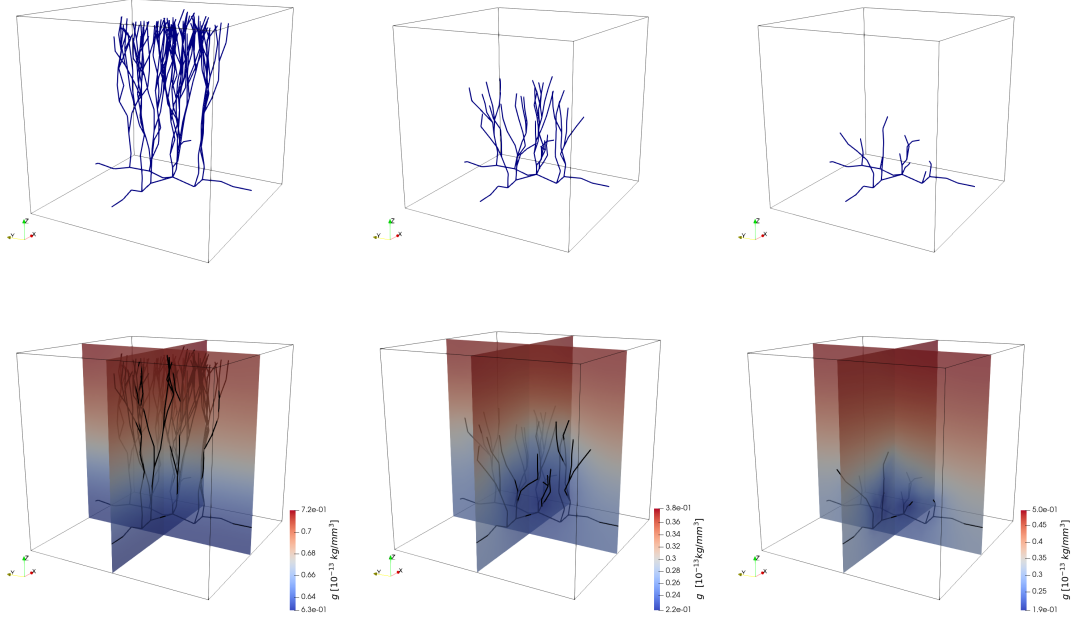 Z
Y
X
Z
Y
X
Z
Y
X
7.2e-01
0.7
0.68
0.66
0.64
6.3e-01
g [10⁻¹³ kg/mm³]
Z
Y
X
3.8e-01
0.36
0.34
0.32
0.3
0.28
0.26
0.24
2.2e-01
g [10⁻¹³kg/mm³]
Z
Y
X
5.0e-01
0.45
0.4
0.35
0.3
0.25
1.9e-01
g [10⁻¹³ kg/mm³]
Z
Y
X